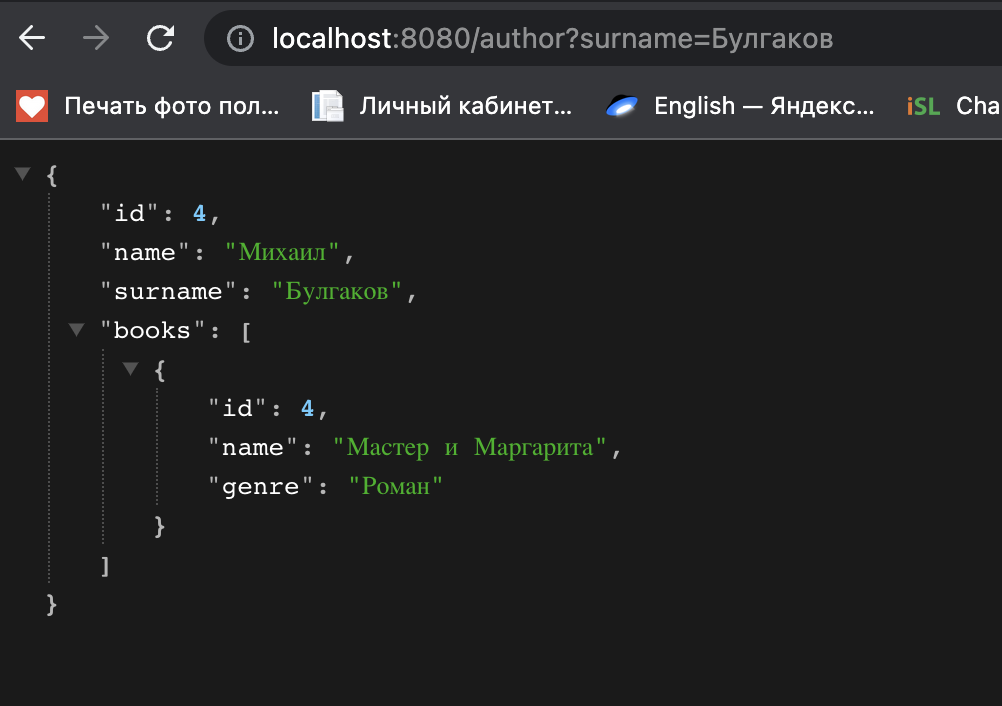 localhost:8080/author?surname=Булгаков
Печать фото пол... Личный кабинет... English — Яндекс... iSL Cha
{
"id": 4,
"name": "Михаил",
"surname": "Булгаков",
"books": [
{
"id": 4,
"name": "Мастер и Маргарита",
"genre": "Роман"
}
]
}